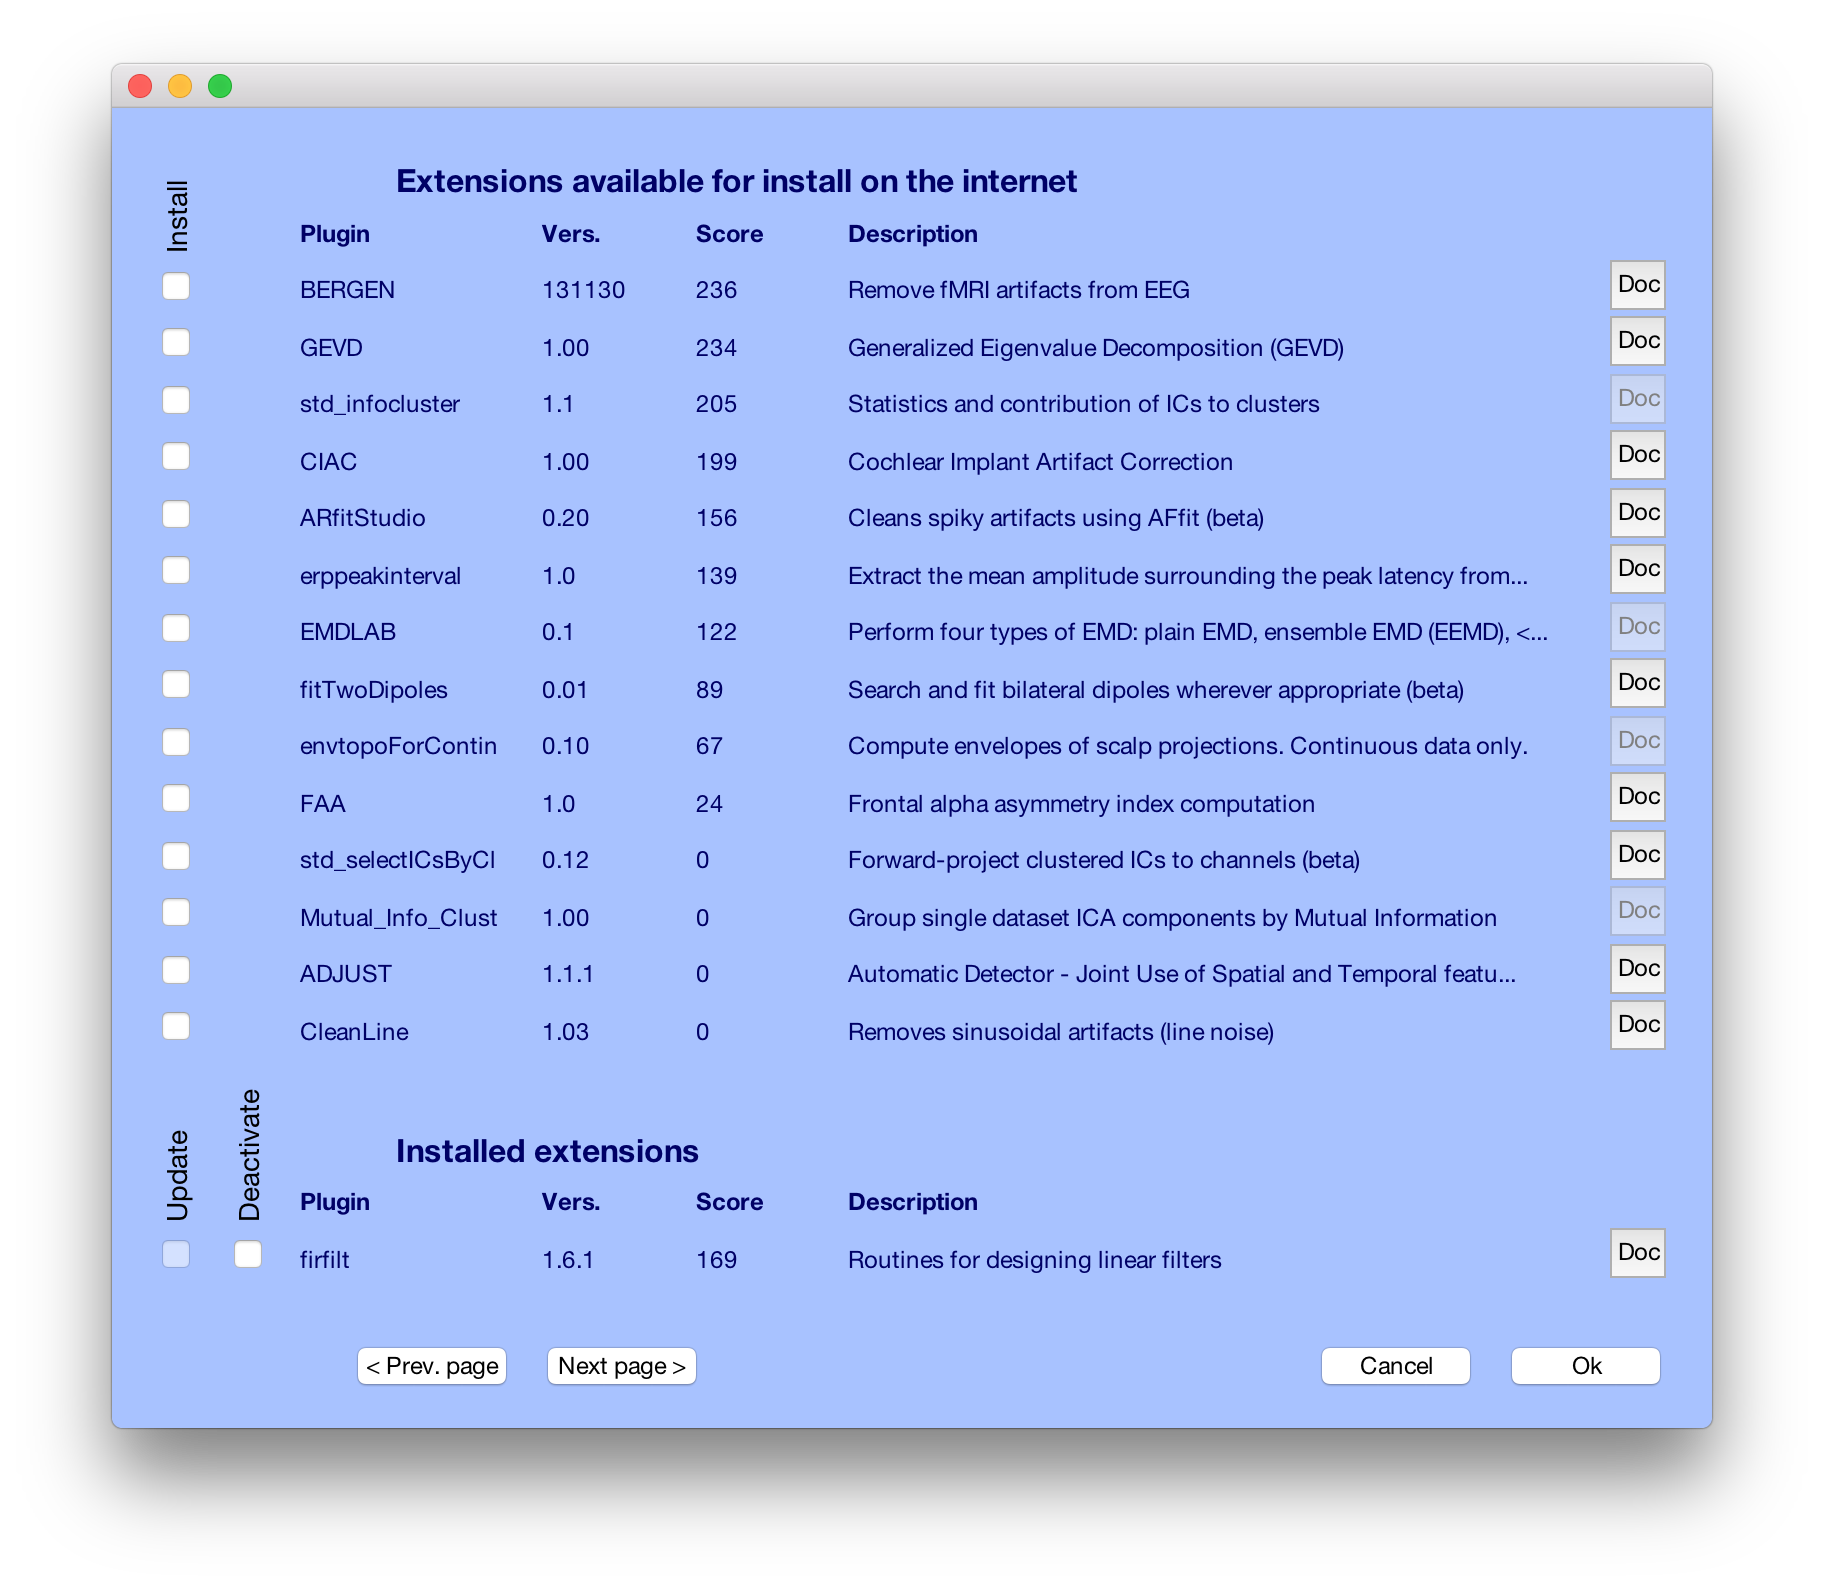 Install
Extensions available for install on the internet
Plugin Vers. Score Description
BERGEN 131130 236 Remove fMRI artifacts from EEG Doc
GEVD 1.00 234 Generalized Eigenvalue Decomposition (GEVD) Doc
std_infocluster 1.1 205 Statistics and contribution of ICs to clusters Doc
CIAC 1.00 199 Cochlear Implant Artifact Correction Doc
ARfitStudio 0.20 156 Cleans spiky artifacts using AFfit (beta) Doc
erppeakinterval 1.0 139 Extract the mean amplitude surrounding the peak latency from... Doc
EMDLAB 0.1 122 Perform four types of EMD: plain EMD, ensemble EMD (EEMD), <... Doc
fitTwoDipoles 0.01 89 Search and fit bilateral dipoles wherever appropriate (beta) Doc
envtopoForContin 0.10 67 Compute envelopes of scalp projections. Continuous data only. Doc
FAA 1.0 24 Frontal alpha asymmetry index computation Doc
std_selectICsByCl 0.12 0 Forward-project clustered ICs to channels (beta) Doc
Mutual_Info_Clust 1.00 0 Group single dataset ICA components by Mutual Information Doc
ADJUST 1.1.1 0 Automatic Detector - Joint Use of Spatial and Temporal featu... Doc
CleanLine 1.03 0 Removes sinusoidal artifacts (line noise) Doc
Update
Deactivate
Installed extensions
Plugin Vers. Score Description
firfilt 1.6.1 169 Routines for designing linear filters Doc
< Prev. page Next page > Cancel Ok